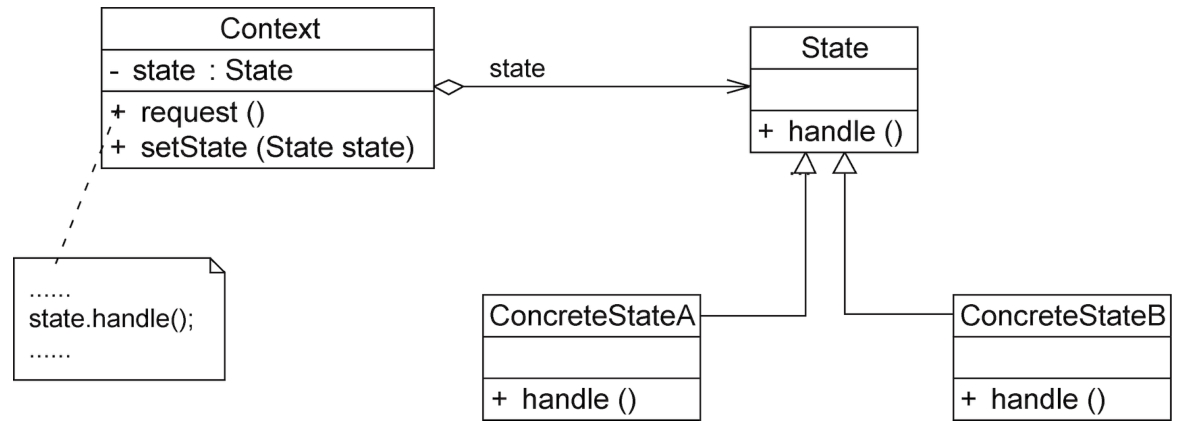 Context
- state : State
+ request ()
+ setState (State state)
state
State
+ handle ()
......
state.handle();
......
ConcreteStateA
+ handle ()
ConcreteStateB
+ handle ()